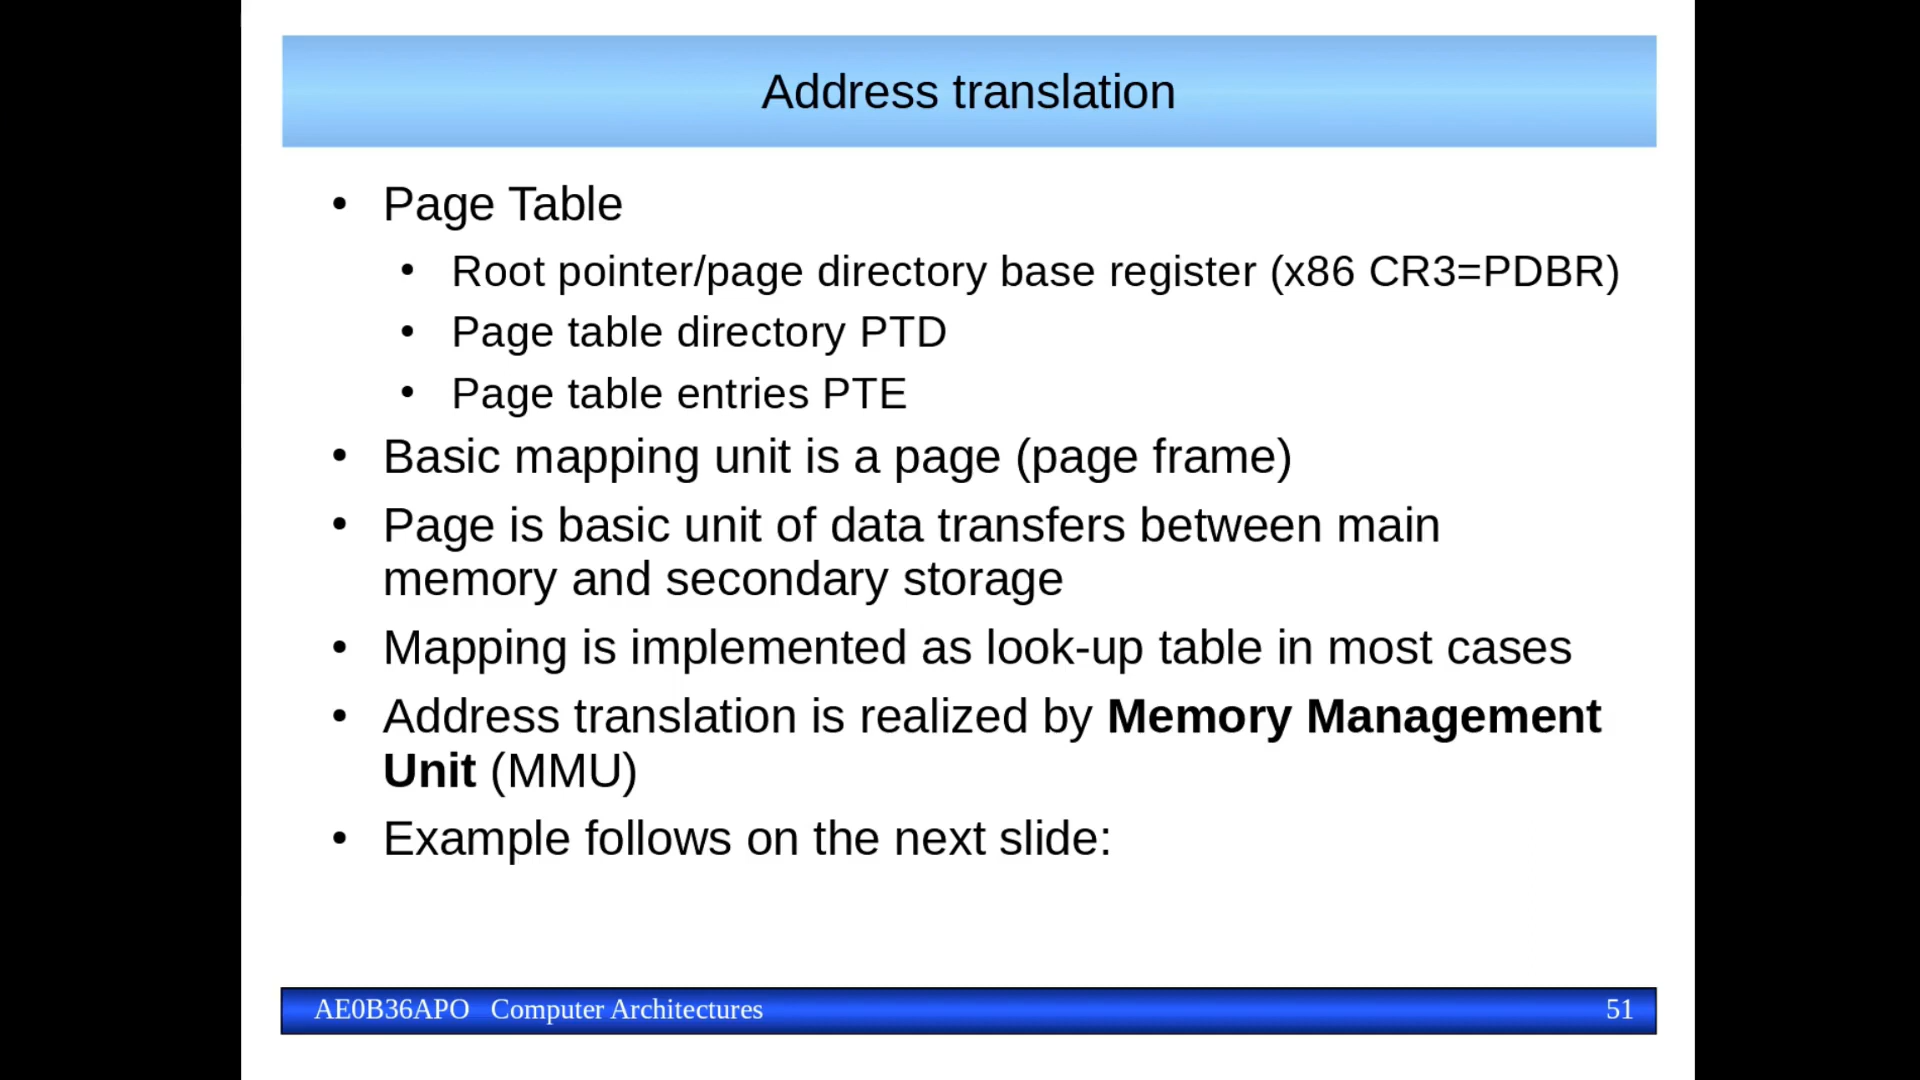 Address translation
• Page Table
• Root pointer/page directory base register (x86 CR3=PDBR)
• Page table directory PTD
• Page table entries PTE
• Basic mapping unit is a page (page frame)
• Page is basic unit of data transfers between main
memory and secondary storage
• Mapping is implemented as look-up table in most cases
• Address translation is realized by Memory Management
Unit (MMU)
• Example follows on the next slide:
AE0B36APO Computer Architectures 51